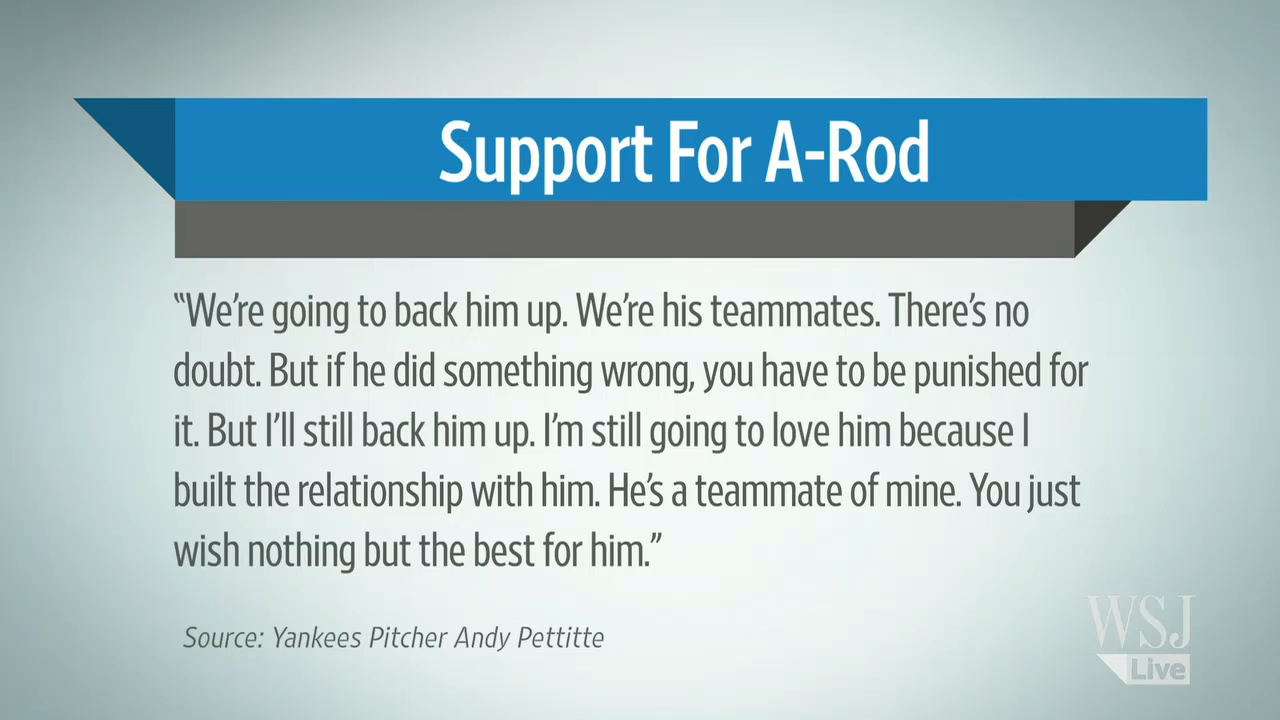 Support For A-Rod
“We’re going to back him up. We’re his teammates. There’s no
doubt. But if he did something wrong, you have to be punished for
it. But I’ll still back him up. I’m still going to love him because I
built the relationship with him. He’s a teammate of mine. You just
wish nothing but the best for him.”
Source: Yankees Pitcher Andy Pettitte
WSJ
Live